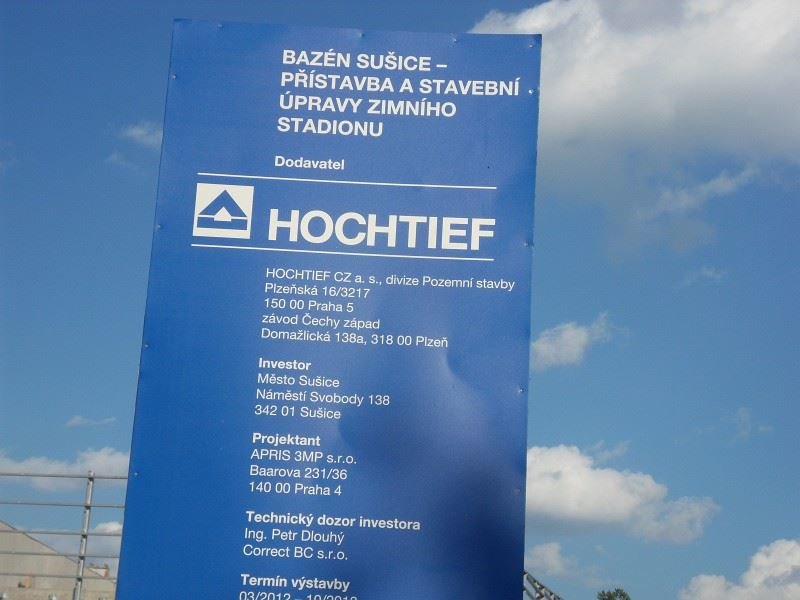 BAZÉN SUŠICE –
PŘÍSTAVBA A STAVEBNÍ
ÚPRAVY ZIMNÍHO
STADIONU
Dodavatel
HOCHTIEF
HOCHTIEF CZ a. s., divize Pozemní stavby
Plzeňská 16/3217
150 00 Praha 5
závod Čechy západ
Domažlická 138a, 318 00 Plzeň
Investor
Město Sušice
Náměstí Svobody 138
342 01 Sušice
Projektant
APRIS 3MP s.r.o.
Baarova 231/36
140 00 Praha 4
Technický dozor investora
Ing. Petr Dlouhý
Correct BC s.r.o.
Termín výstavby
03/2012 –